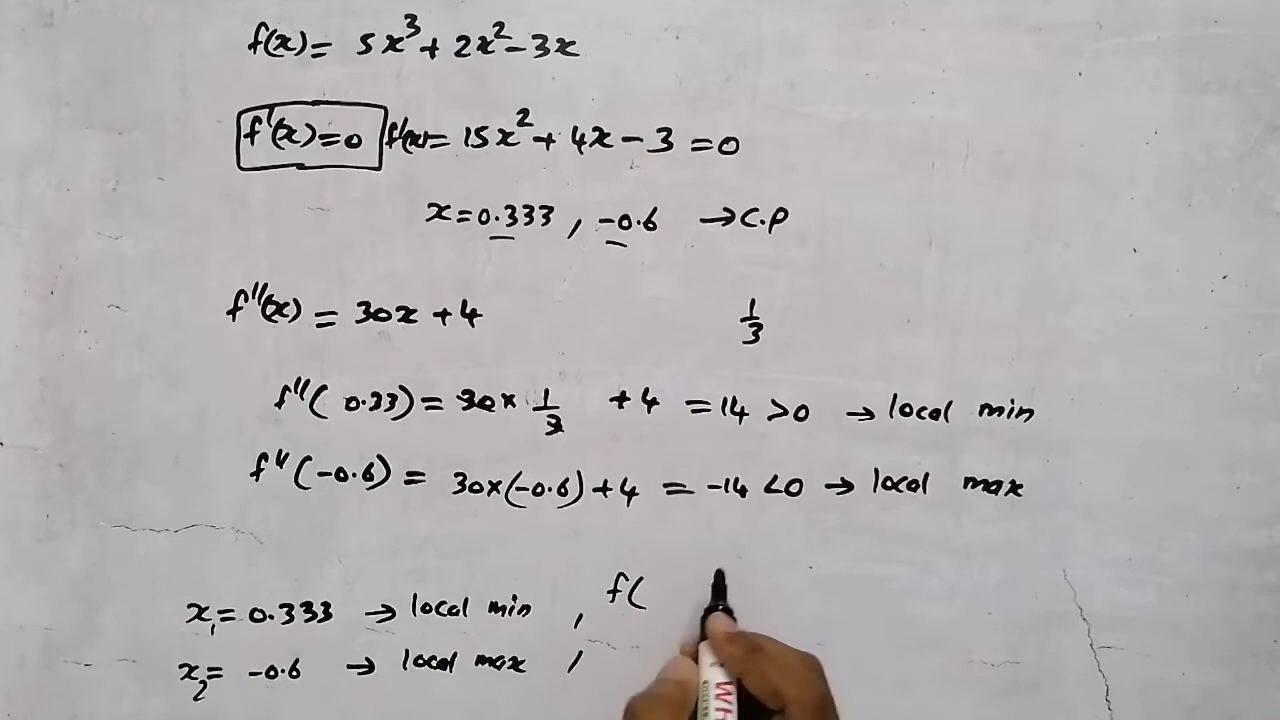 f(x) = 5x³ + 2x² - 3x
f'(x) = 0 f'(x) = 15x² + 4x - 3 = 0
x = 0.333 , -0.6 → C.P
f''(x) = 30x + 4
1/3
f''( 0.33) = 30 × 1/3 + 4 = 14 > 0 → local min
f''(-0.6) = 30×(-0.6) + 4 = -14 < 0 → local max
x₁ = 0.333 → local min , f(
x₂ = -0.6 → local max ,